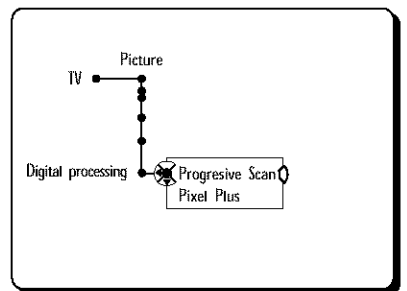 Picture
TV
Digital processing
Progresive Scan
Pixel Plus